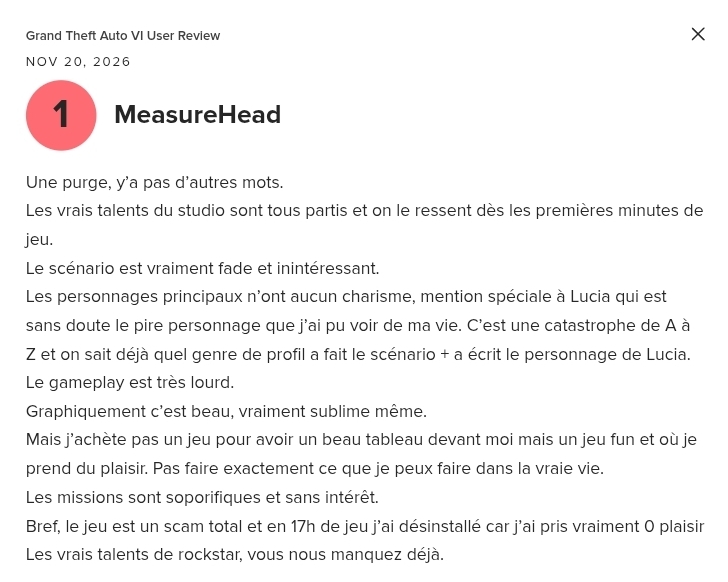 Grand Theft Auto VI User Review
NOV 20, 2026
1
MeasureHead
Une purge, y’a pas d’autres mots.
Les vrais talents du studio sont tous partis et on le ressent dès les premières minutes de
jeu.
Le scénario est vraiment fade et inintéressant.
Les personnages principaux n’ont aucun charisme, mention spéciale à Lucia qui est
sans doute le pire personnage que j’ai pu voir de ma vie. C’est une catastrophe de A à
Z et on sait déjà quel genre de profil a fait le scénario + a écrit le personnage de Lucia.
Le gameplay est très lourd.
Graphiquement c’est beau, vraiment sublime même.
Mais j’achète pas un jeu pour avoir un beau tableau devant moi mais un jeu fun et où je
prend du plaisir. Pas faire exactement ce que je peux faire dans la vraie vie.
Les missions sont soporifiques et sans intérêt.
Bref, le jeu est un scam total et en 17h de jeu j’ai désinstallé car j’ai pris vraiment 0 plaisir
Les vrais talents de rockstar, vous nous manquez déjà.